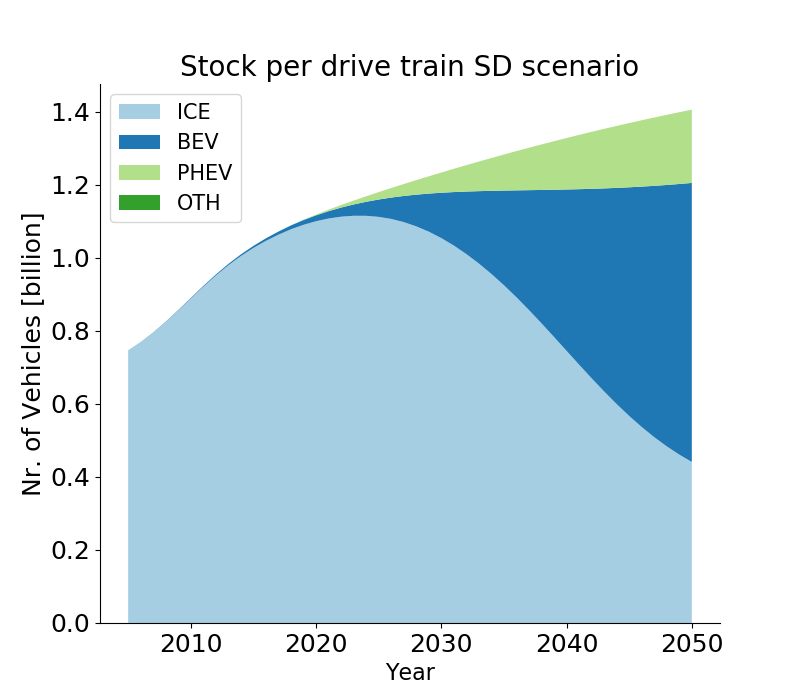 Stock per drive train SD scenario
ICE
BEV
PHEV
OTH
Nr. of Vehicles [billion]
1.4
1.2
1.0
0.8
0.6
0.4
0.2
0.0
2010 2020 2030 2040 2050
Year